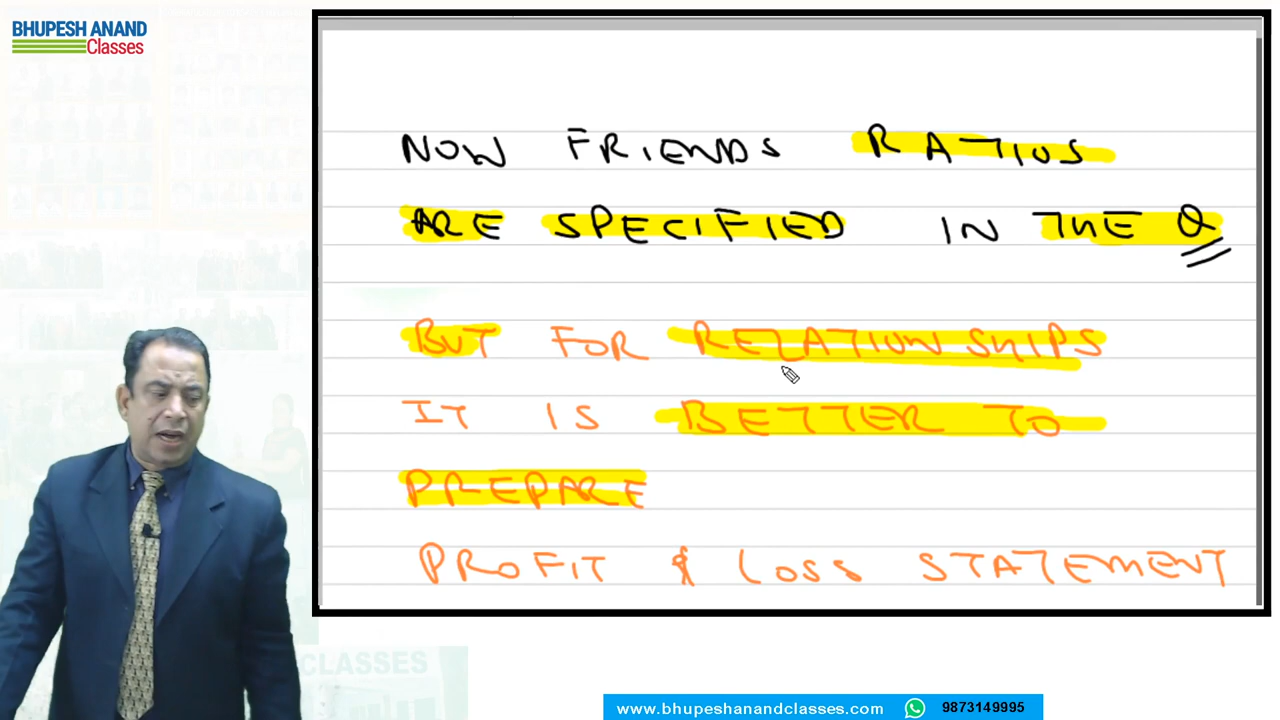 BHUPESH ANAND
Classes
NOW FRIENDS RATIOS
ARE SPECIFIED IN THE Q
BUT FOR RELATIONSHIPS
IT IS BETTER TO
PREPARE
PROFIT & LOSS STATEMENT
CLASSES
www.bhupeshanandclasses.com 9873149995